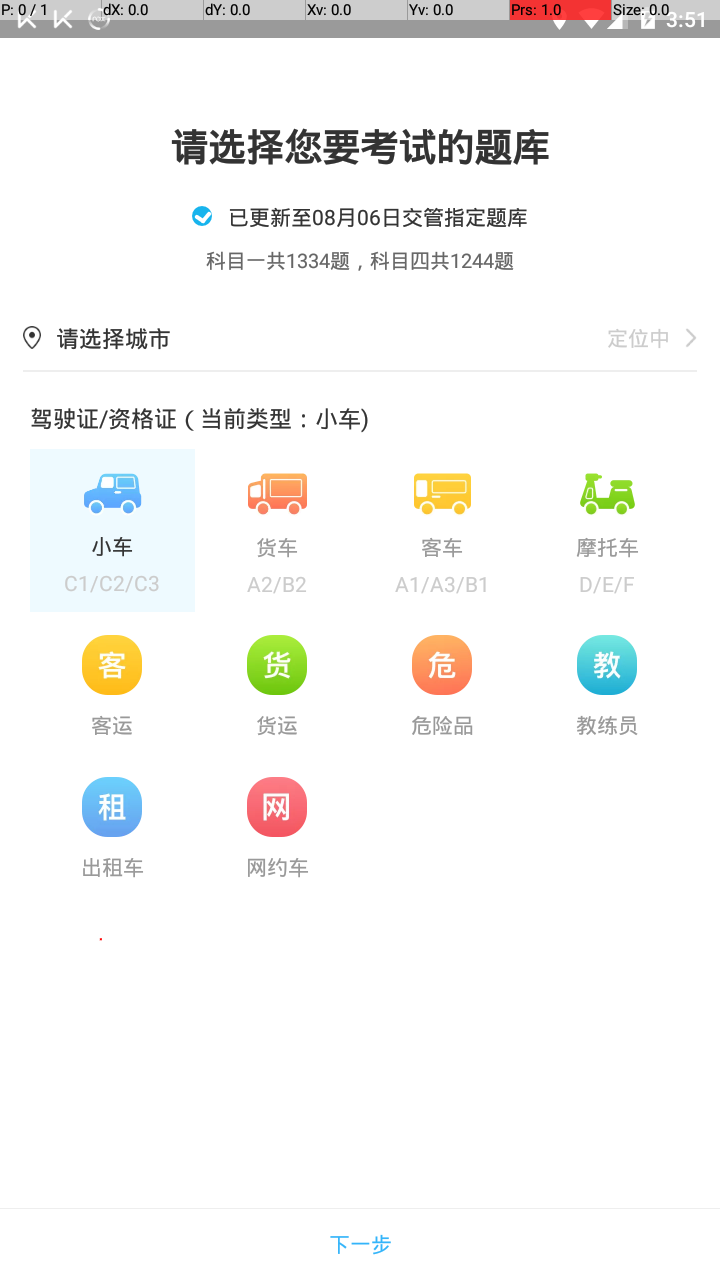 P: 0 / 1 dX: 0.0 dY: 0.0 Xv: 0.0 Yv: 0.0 Prs: 1.0 Size: 0.0
3:51
请选择您要考试的题库
已更新至08月06日交管指定题库
科目一共1334题，科目四共1244题
请选择城市 定位中
驾驶证/资格证（当前类型：小车)
小车 货车 客车 摩托车
C1/C2/C3 A2/B2 A1/A3/B1 D/E/F
客 货 危 教
客运 货运 危险品 教练员
租 网
出租车 网约车
下一步